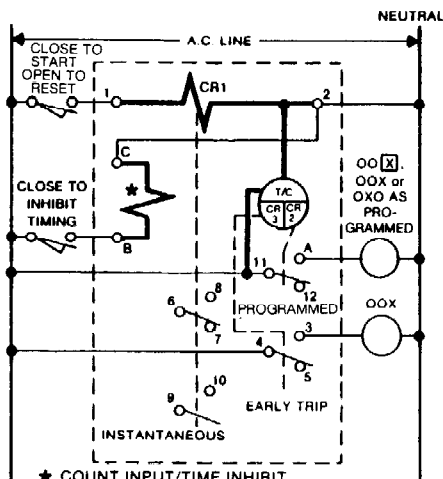 NEUTRAL
A.C. LINE
CLOSE TO
START
OPEN TO
RESET
1
CR1
2
C
*
T/C
CR
3
CR
2
OO X.
OOX or
OXO AS
PRO-
GRAMMED
CLOSE TO
INHIBIT
TIMING
B
11
A
12
8
PROGRAMMED
6
7
3
OOX
4
5
10
9
EARLY TRIP
INSTANTANEOUS
* COUNT INPUT/TIME INHIBIT